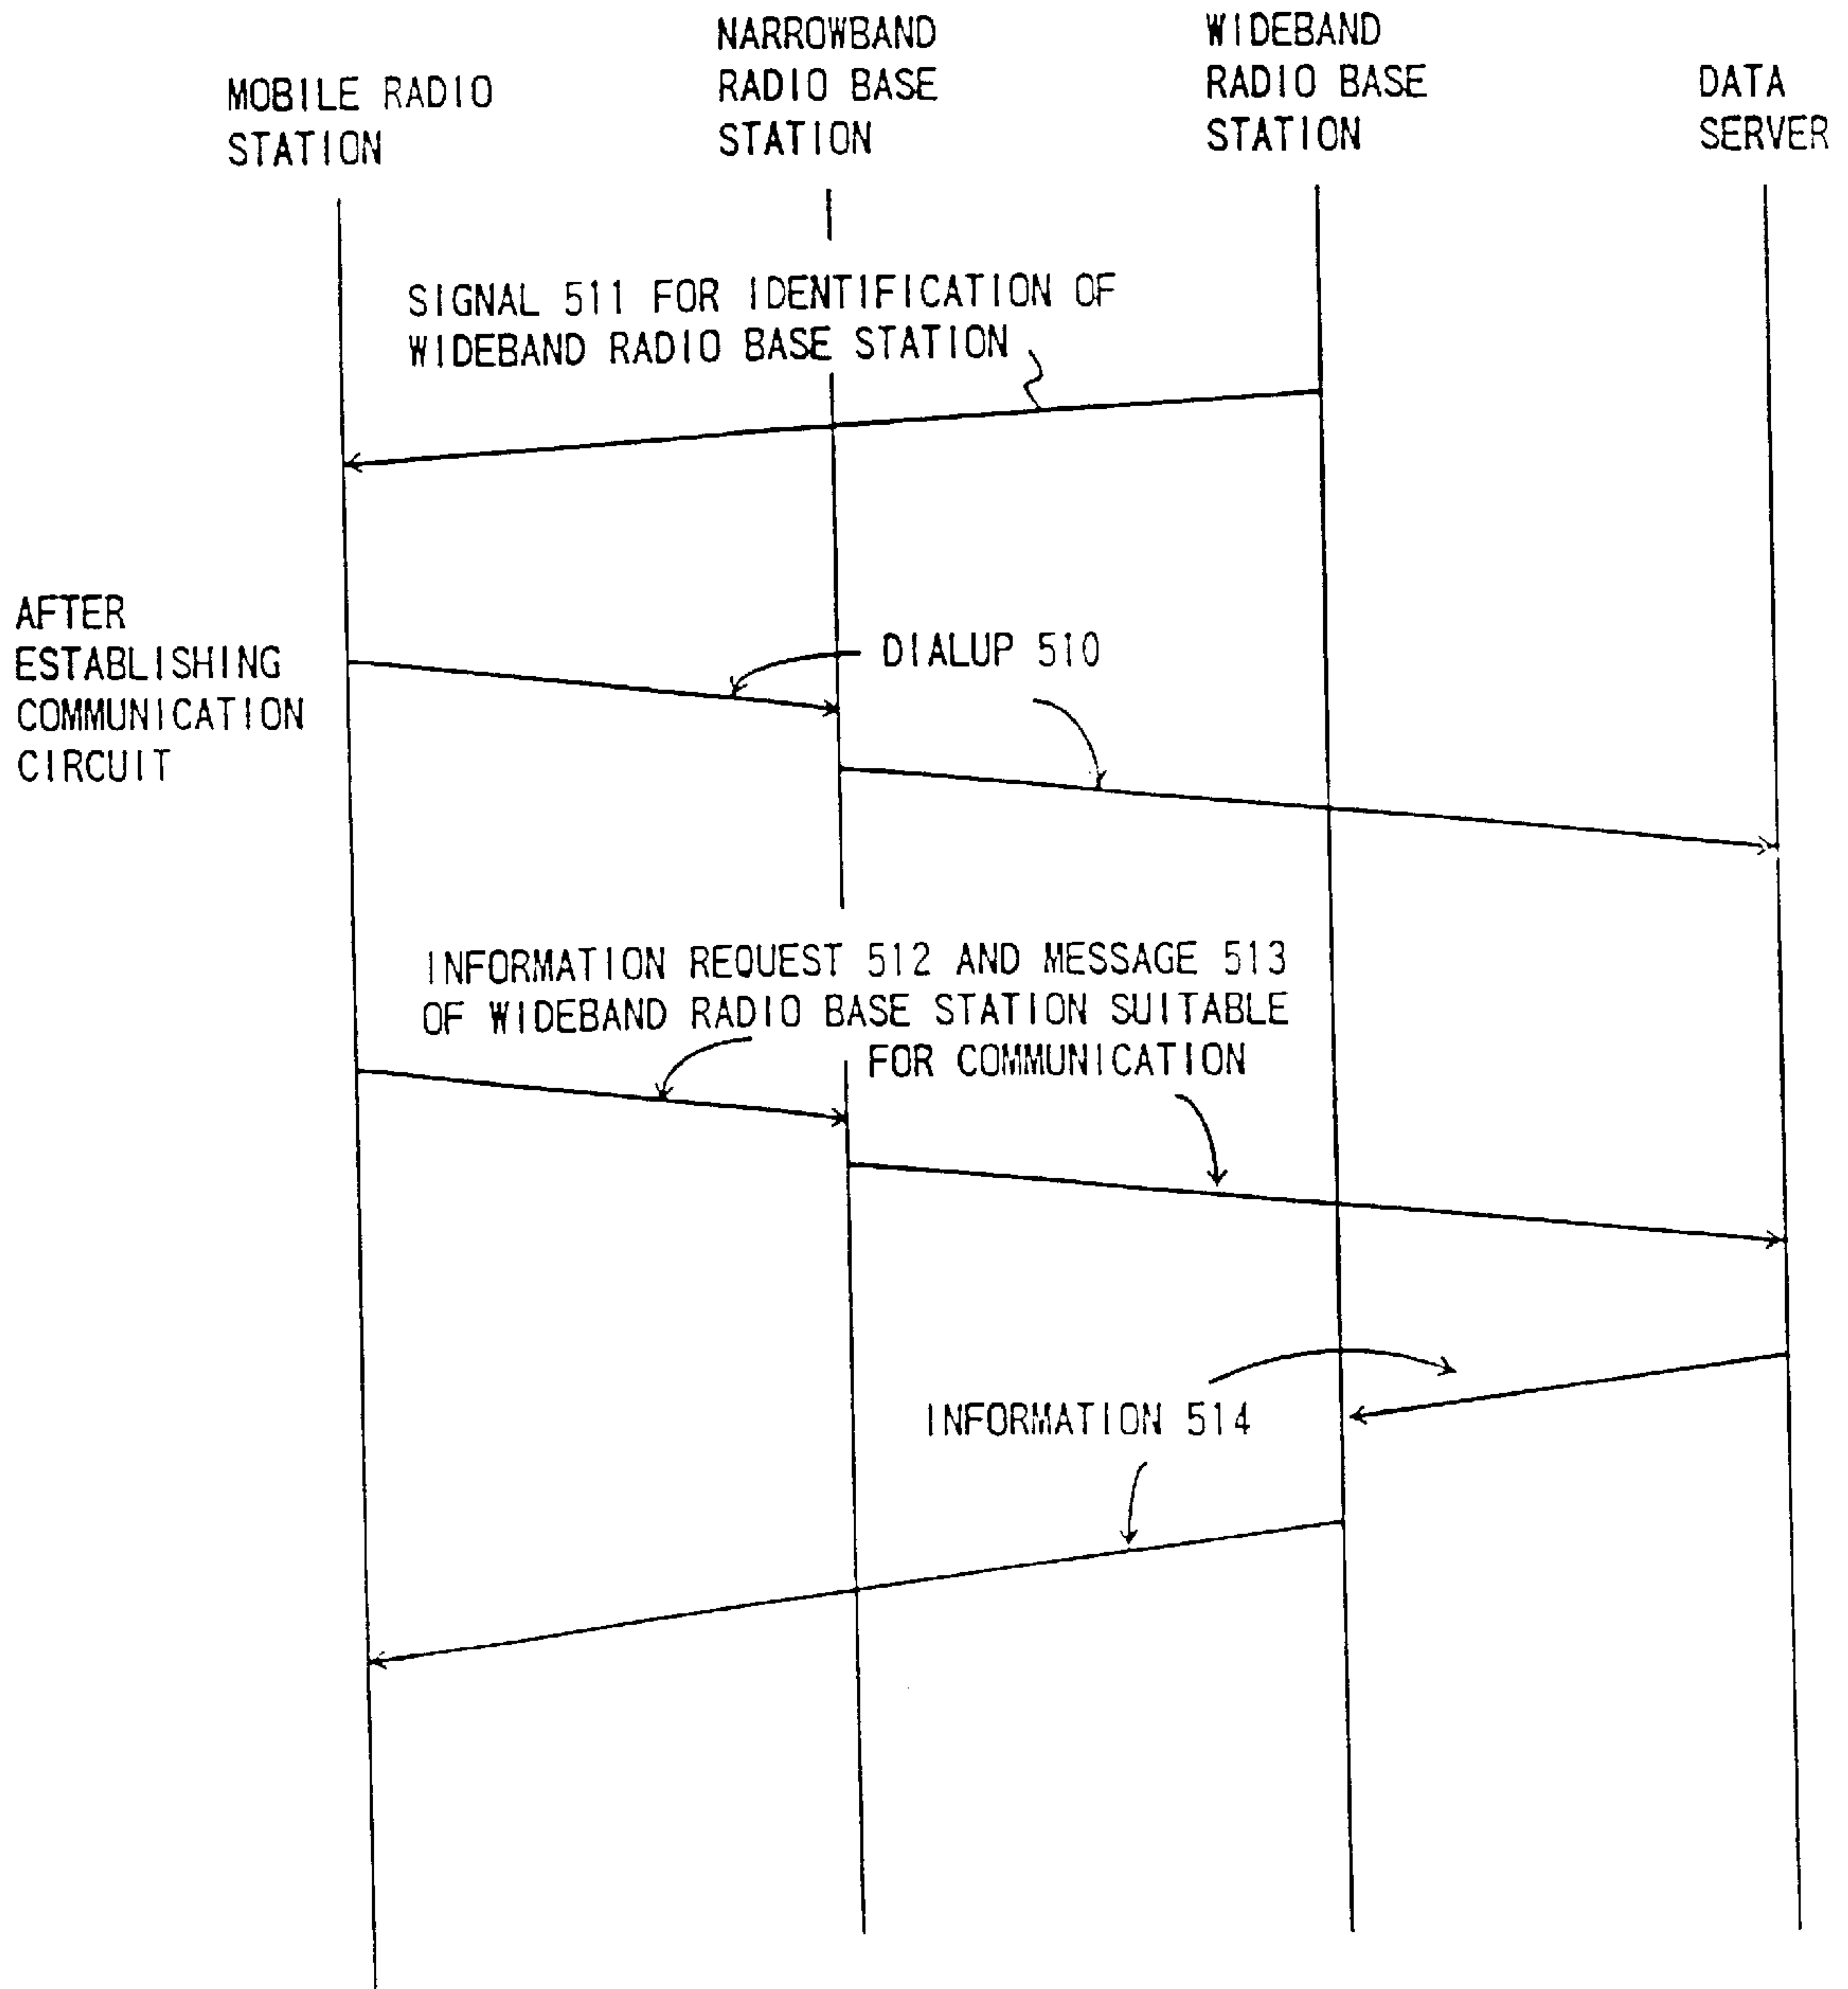 MOBILE RADIO
STATION
NARROWBAND
RADIO BASE
STATION
WIDEBAND
RADIO BASE
STATION
DATA
SERVER
SIGNAL 511 FOR IDENTIFICATION OF
WIDEBAND RADIO BASE STATION
AFTER
ESTABLISHING
COMMUNICATION
CIRCUIT
DIALUP 510
INFORMATION REQUEST 512 AND MESSAGE 513
OF WIDEBAND RADIO BASE STATION SUITABLE
FOR COMMUNICATION
INFORMATION 514